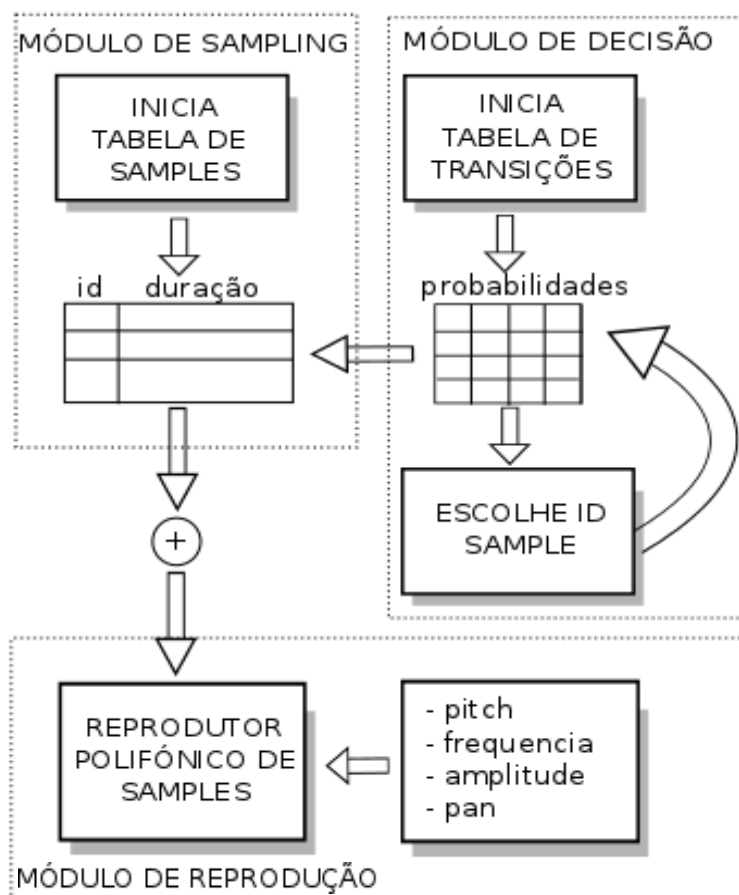 MÓDULO DE SAMPLING
INICIA
TABELA DE
SAMPLES
id duração
MÓDULO DE DECISÃO
INICIA
TABELA DE
TRANSIÇÕES
probabilidades
ESCOLHE ID
SAMPLE
+
REPRODUTOR
POLIFÓNICO DE
SAMPLES
- pitch
- frequencia
- amplitude
- pan
MÓDULO DE REPRODUÇÃO